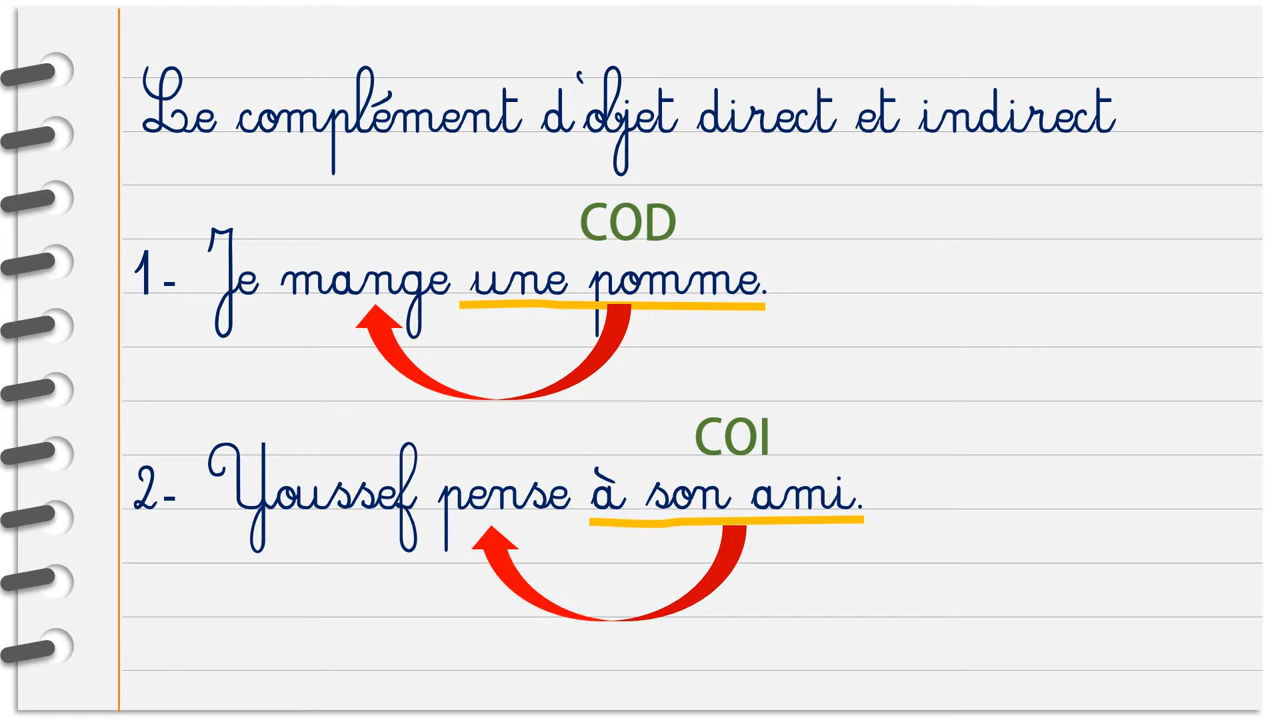 Le complément d'objet direct et indirect
COD
1- Je mange une pomme.
COI
2- Youssef pense à son ami.